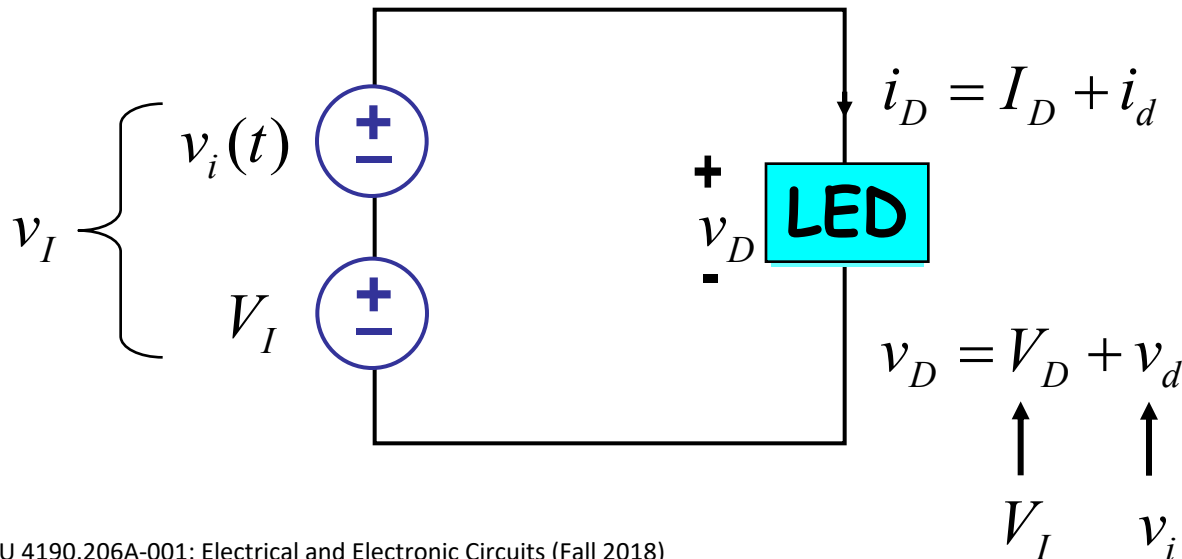 i_D = I_D + i_d
v_i(t)
+
−
+
v_D
-
LED
v_I
V_I
+
−
v_D = V_D + v_d
V_I v_i
U 4190.206A-001: Electrical and Electronic Circuits (Fall 2018)